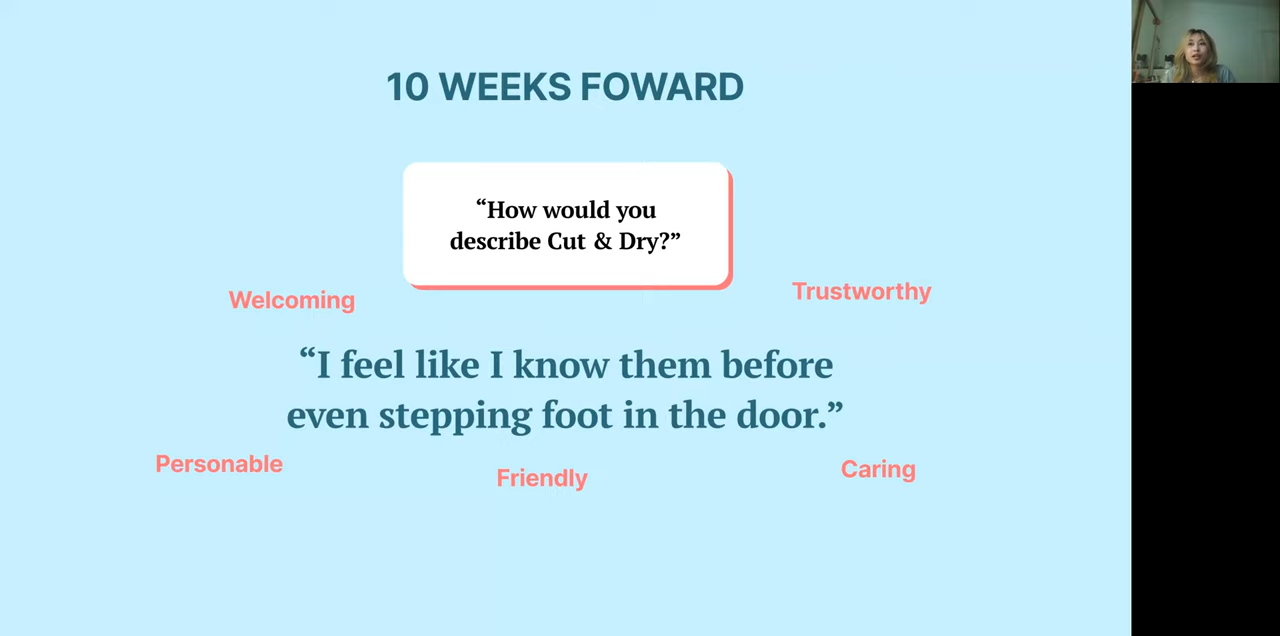 10 WEEKS FOWARD
“How would you
describe Cut & Dry?”
Welcoming
Trustworthy
“I feel like I know them before
even stepping foot in the door.”
Personable
Friendly
Caring